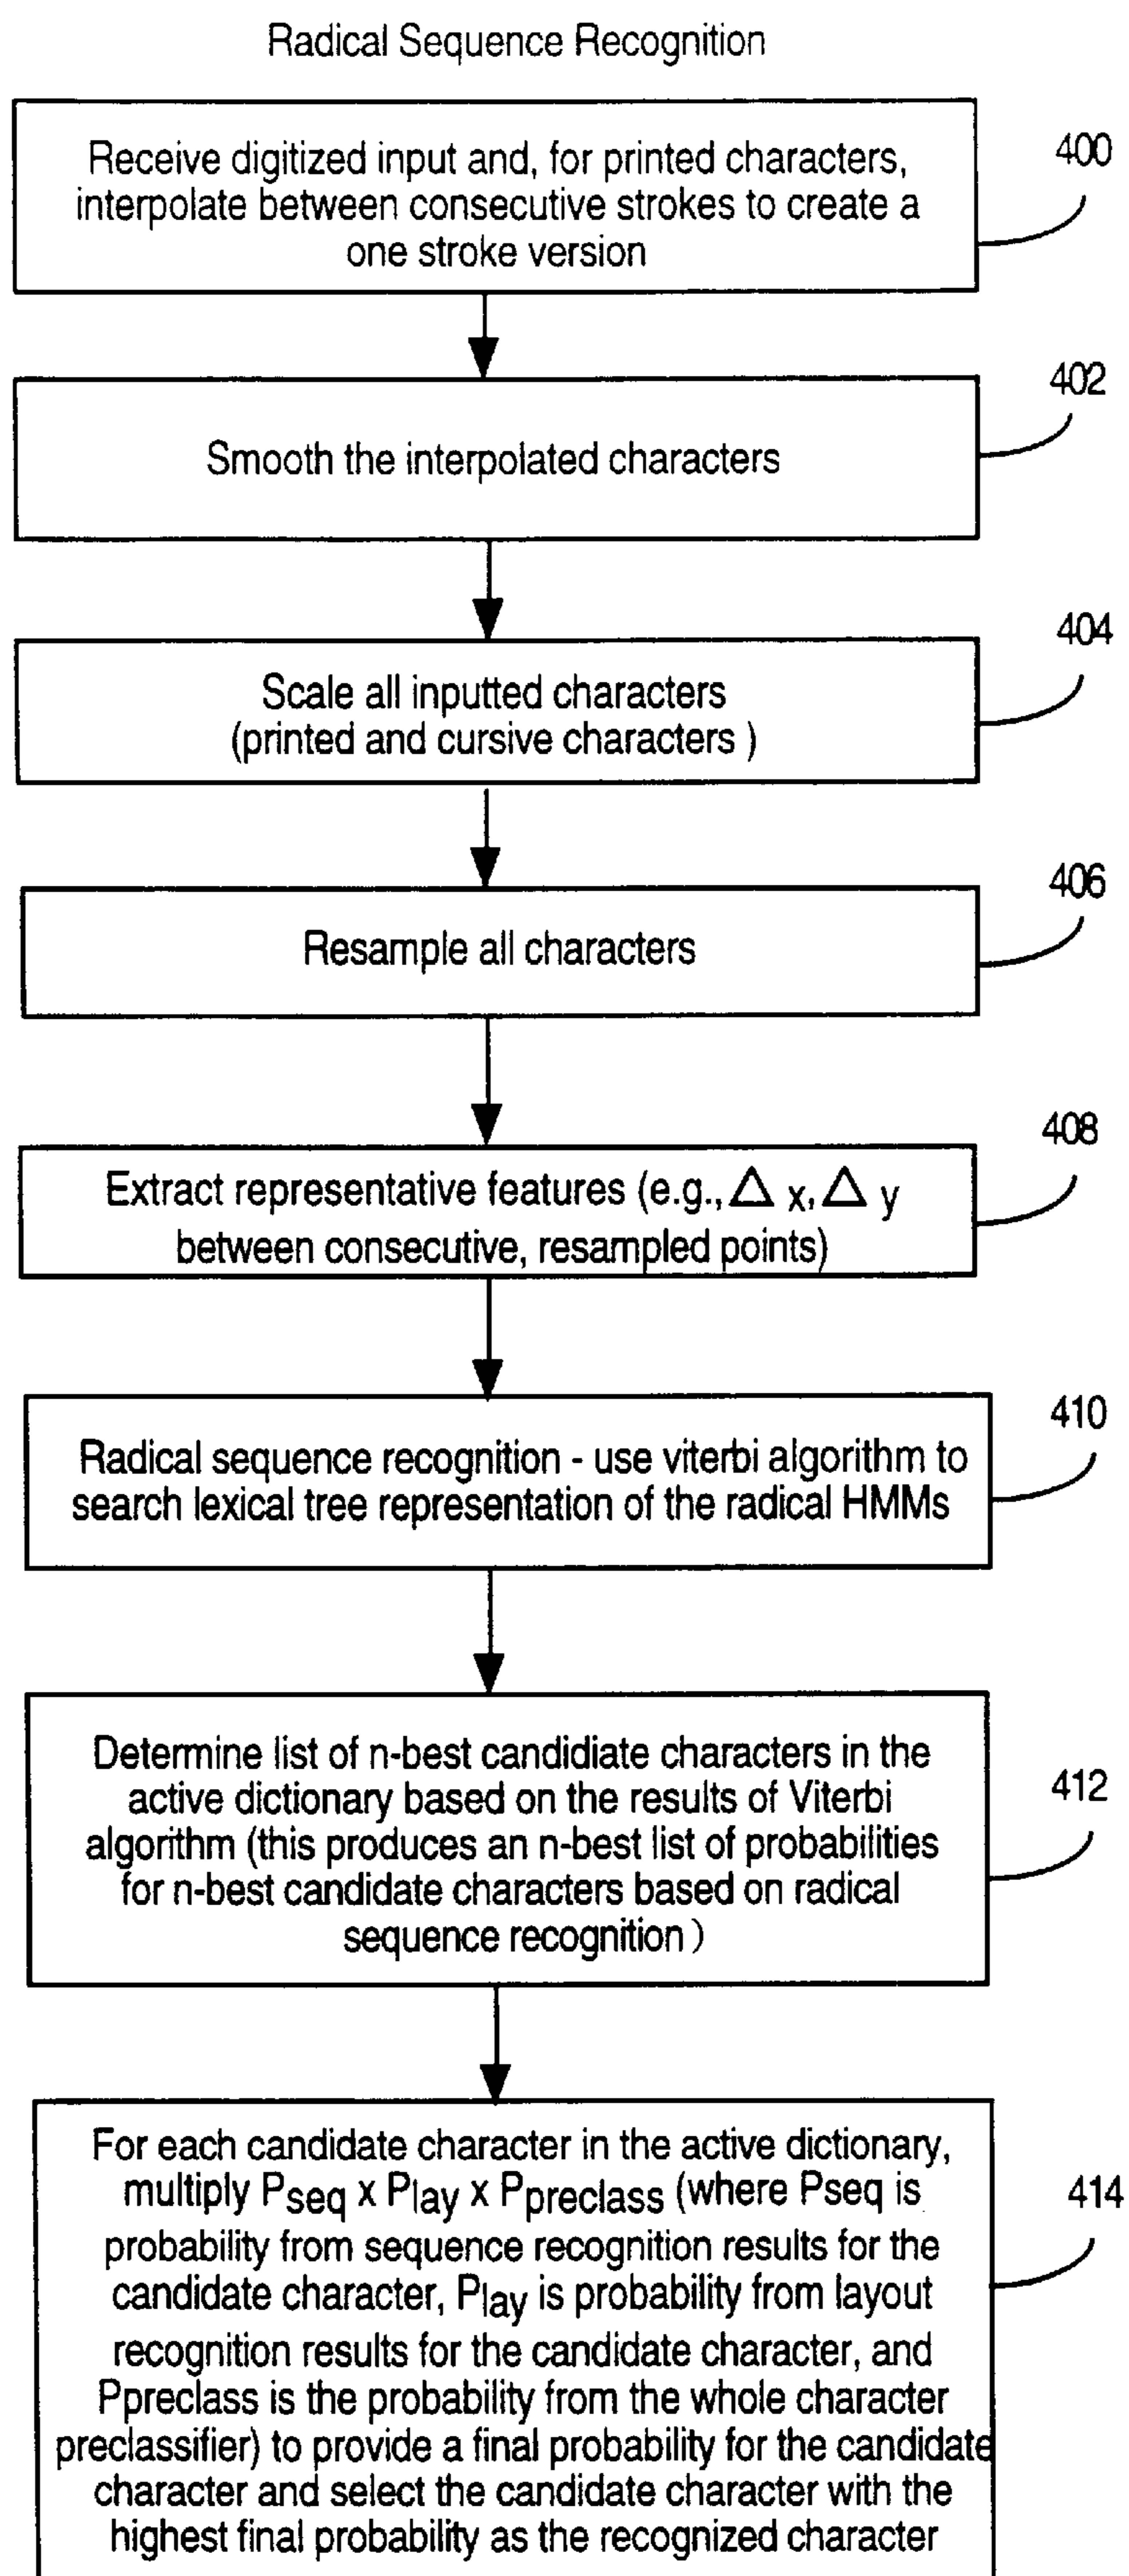 Radical Sequence Recognition
Receive digitized input and, for printed characters,
interpolate between consecutive strokes to create a
one stroke version
400
Smooth the interpolated characters
402
Scale all inputted characters
(printed and cursive characters )
404
Resample all characters
406
Extract representative features (e.g., Δ x, Δ y
between consecutive, resampled points)
408
Radical sequence recognition - use viterbi algorithm to
search lexical tree representation of the radical HMMs
410
Determine list of n-best candidiate characters in the
active dictionary based on the results of Viterbi
algorithm (this produces an n-best list of probabilities
for n-best candidate characters based on radical
sequence recognition )
412
For each candidate character in the active dictionary,
multiply Pseq x Play x Ppreclass (where Pseq is
probability from sequence recognition results for the
candidate character, Play is probability from layout
recognition results for the candidate character, and
Ppreclass is the probability from the whole character
preclassifier) to provide a final probability for the candidate
character and select the candidate character with the
highest final probability as the recognized character
414